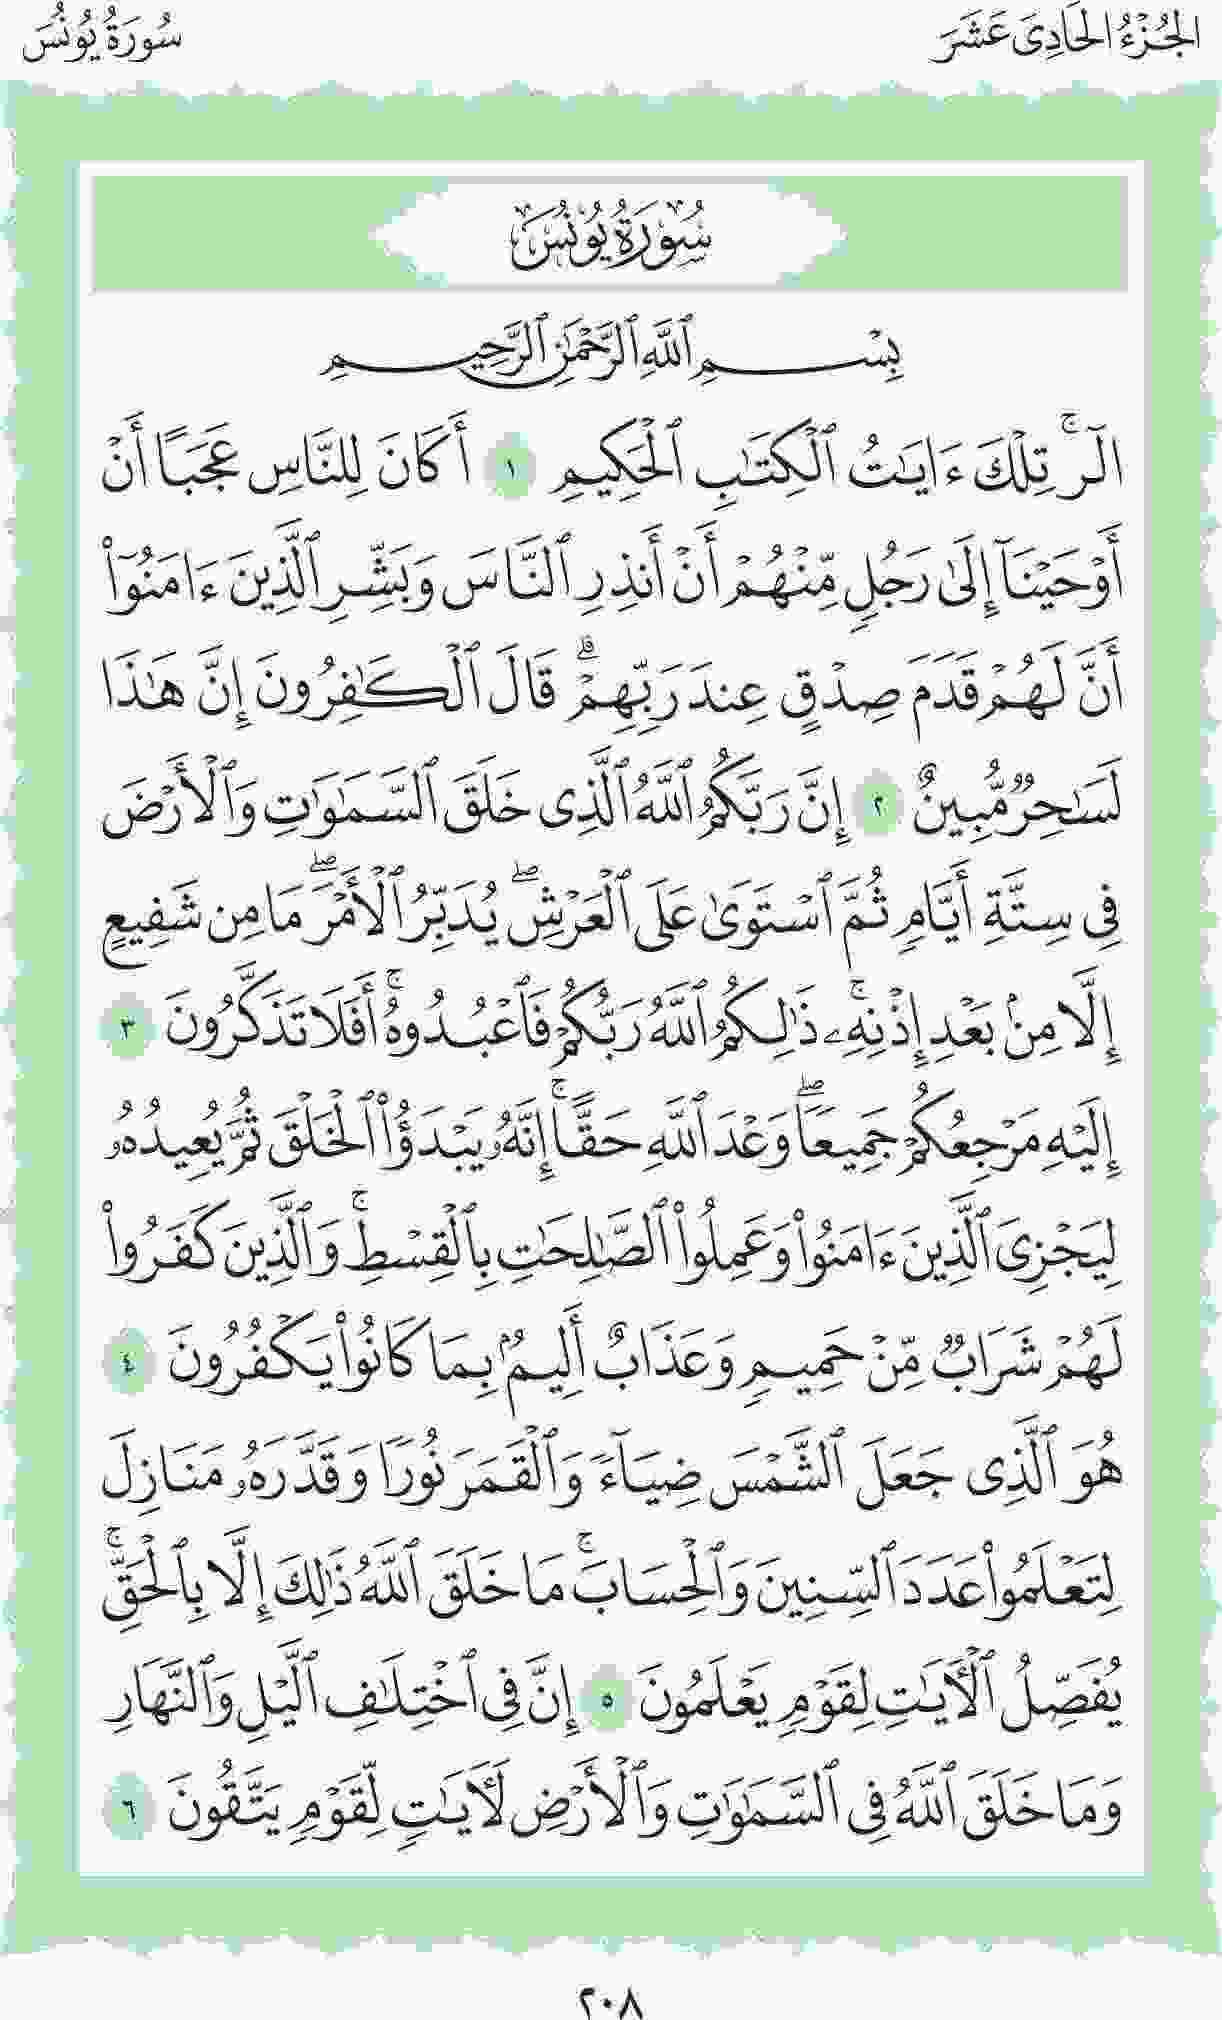 الجُزْءُ الحَادِىَ عَشَرَ
سُورَةُ يُونُسَ
سُورَةُ يُونُسَ
بِسْمِ ٱللَّهِ ٱلرَّحْمَٰنِ ٱلرَّحِيمِ
الٓرۚ تِلْكَ ءَايَٰتُ ٱلْكِتَٰبِ ٱلْحَكِيمِ ١ أَكَانَ لِلنَّاسِ عَجَبًا أَنْ
أَوْحَيْنَآ إِلَىٰ رَجُلٍ مِّنْهُمْ أَنْ أَنذِرِ ٱلنَّاسَ وَبَشِّرِ ٱلَّذِينَ ءَامَنُوٓا۟
أَنَّ لَهُمْ قَدَمَ صِدْقٍ عِندَ رَبِّهِمْۗ قَالَ ٱلْكَٰفِرُونَ إِنَّ هَٰذَا
لَسَٰحِرٌ مُّبِينٌ ٢ إِنَّ رَبَّكُمُ ٱللَّهُ ٱلَّذِى خَلَقَ ٱلسَّمَٰوَٰتِ وَٱلْأَرْضَ
فِى سِتَّةِ أَيَّامٍ ثُمَّ ٱسْتَوَىٰ عَلَى ٱلْعَرْشِۖ يُدَبِّرُ ٱلْأَمْرَۖ مَا مِن شَفِيعٍ
إِلَّا مِنۢ بَعْدِ إِذْنِهِۦۚ ذَٰلِكُمُ ٱللَّهُ رَبُّكُمْ فَٱعْبُدُوهُۚ أَفَلَا تَذَكَّرُونَ ٣
إِلَيْهِ مَرْجِعُكُمْ جَمِيعًاۖ وَعْدَ ٱللَّهِ حَقًّاۚ إِنَّهُۥ يَبْدَؤُا۟ ٱلْخَلْقَ ثُمَّ يُعِيدُهُۥ
لِيَجْزِىَ ٱلَّذِينَ ءَامَنُوا۟ وَعَمِلُوا۟ ٱلصَّٰلِحَٰتِ بِٱلْقِسْطِۚ وَٱلَّذِينَ كَفَرُوا۟
لَهُمْ شَرَابٌ مِّنْ حَمِيمٍ وَعَذَابٌ أَلِيمٌۢ بِمَا كَانُوا۟ يَكْفُرُونَ ٤
هُوَ ٱلَّذِى جَعَلَ ٱلشَّمْسَ ضِيَآءً وَٱلْقَمَرَ نُورًا وَقَدَّرَهُۥ مَنَازِلَ
لِتَعْلَمُوا۟ عَدَدَ ٱلسِّنِينَ وَٱلْحِسَابَۚ مَا خَلَقَ ٱللَّهُ ذَٰلِكَ إِلَّا بِٱلْحَقِّۚ
يُفَصِّلُ ٱلْءَايَٰتِ لِقَوْمٍ يَعْلَمُونَ ٥ إِنَّ فِى ٱخْتِلَٰفِ ٱلَّيْلِ وَٱلنَّهَارِ
وَمَا خَلَقَ ٱللَّهُ فِى ٱلسَّمَٰوَٰتِ وَٱلْأَرْضِ لَءَايَٰتٍ لِّقَوْمٍ يَتَّقُونَ ٦
٢٠٨